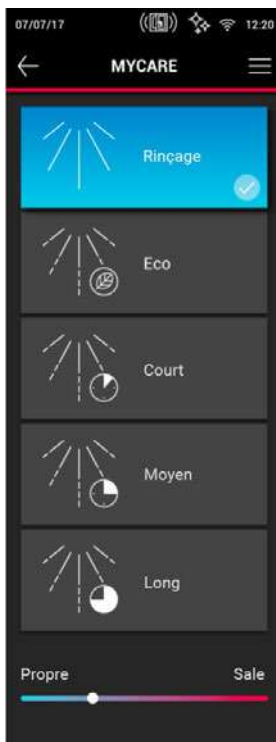 07/07/17 12:20
MYCARE
Rinçage
Eco
Court
Moyen
Long
Propre Sale